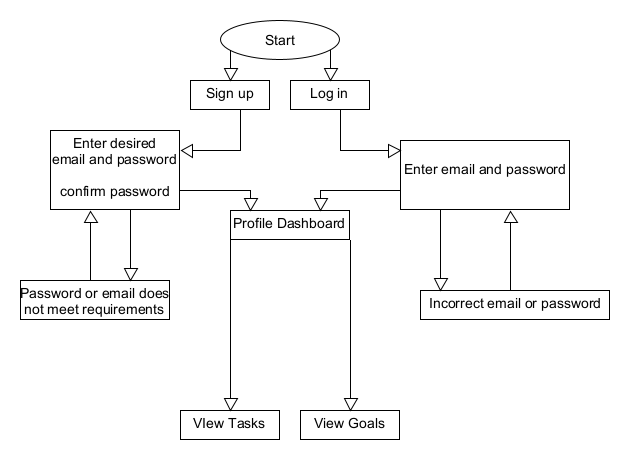 Start
Sign up
Log in
Enter desired
email and password
confirm password
Enter email and password
Profile Dashboard
Password or email does
not meet requirements
Incorrect email or password
VIew Tasks
View Goals